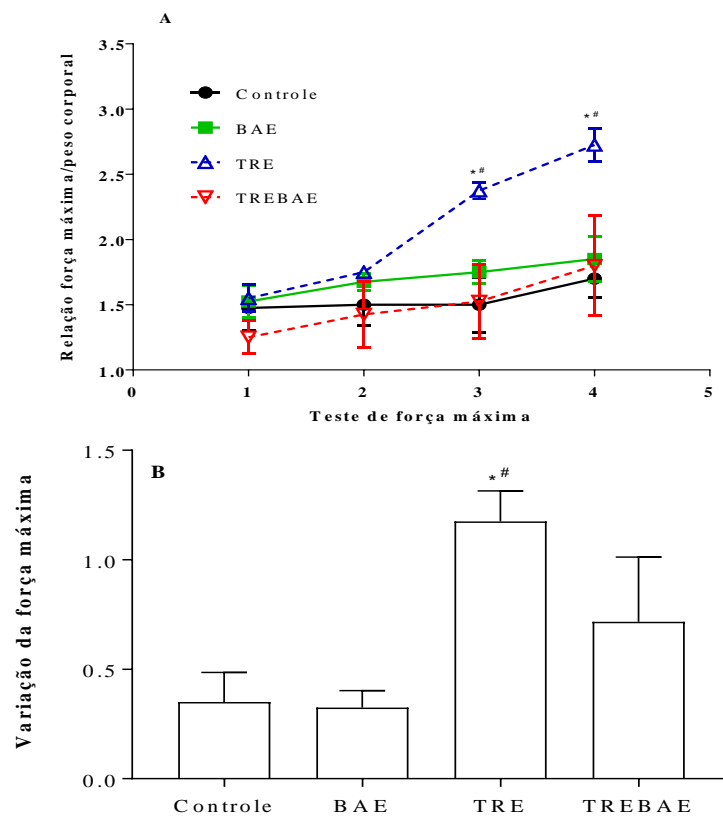 A
Relação força máxima/peso corporal
3.5
3.0
2.5
2.0
1.5
1.0
Controle
BAE
TRE
TREBAE
*#
*#
0
1
2
3
4
5
Teste de força máxima
B
Variação da força máxima
1.5
1.0
0.5
0.0
*#
Controle
BAE
TRE
TREBAE